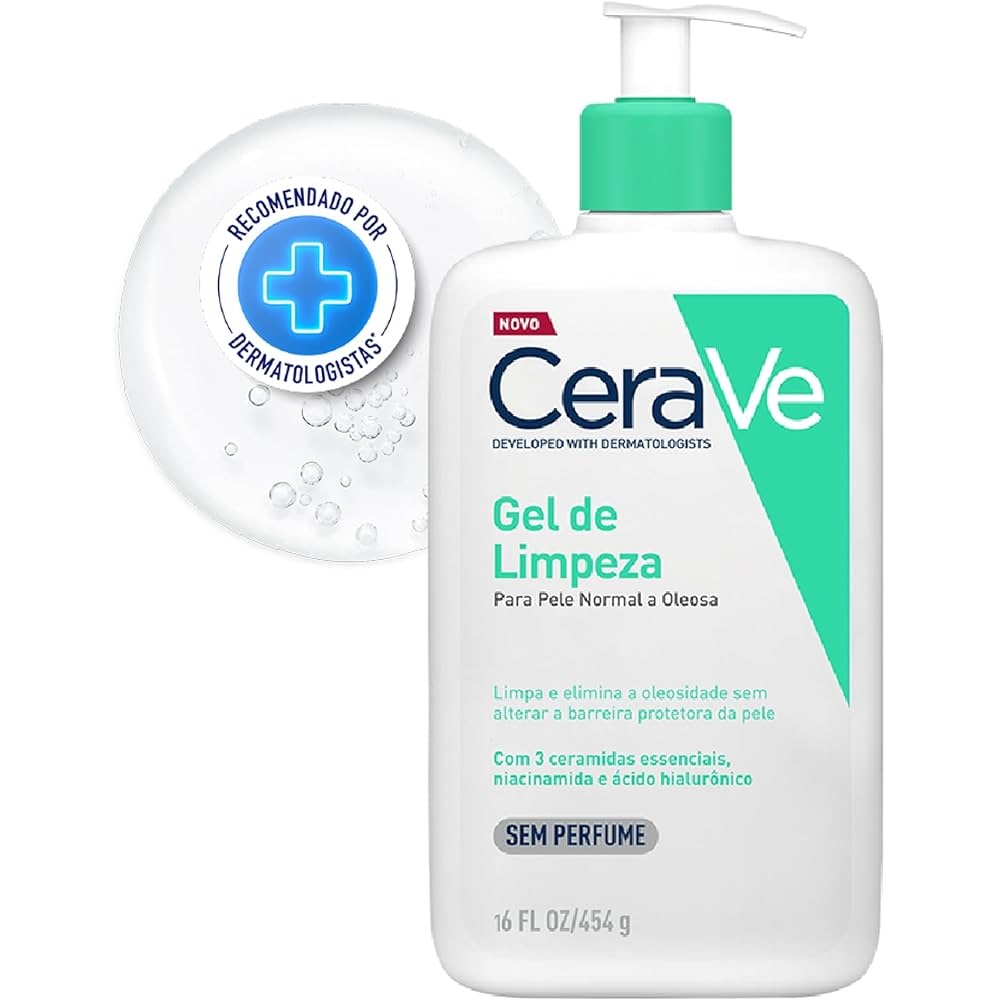 RECOMENDADO POR
DERMATOLOGISTAS*
NOVO
CeraVe
DEVELOPED WITH DERMATOLOGISTS
Gel de
Limpeza
Para Pele Normal a Oleosa
Limpa e elimina a oleosidade sem
alterar a barreira protetora da pele
Com 3 ceramidas essenciais,
niacinamida e ácido hialurônico
SEM PERFUME
16 FL OZ/454 g